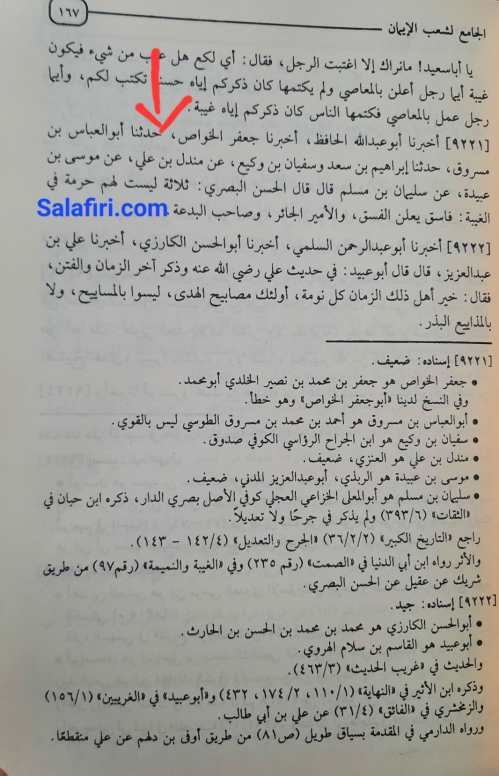 الجامع لشعب الإيمان
١٦٧
يا أباسعيد! مانراك إلا اغتبت الرجل، فقال: أي لكع هل من شيء فيكون
غيبة أيما رجل أعلن بالمعاصي ولم يكتمها كان ذكركم إياه حسنة تكتب لكم، وأيما
رجل عمل بالمعاصي فكتمها الناس كان ذكركم إياه غيبة.
[٩٢٢١] أخبرنا أبوعبدالله الحافظ، أخبرنا جعفر الخواص، حدثنا أبوالعباس بن
مسروق، حدثنا إبراهيم بن سعد وسفيان بن وكيع، عن مندل بن علي، عن موسى بن
عبيدة، عن سليمان بن مسلم قال قال الحسن البصري: ثلاثة ليست لهم حرمة في
الغيبة: فاسق يعلن الفسق، والأمير الجائر، وصاحب البدعة
Salafiri.com
[٩٢٢٢] أخبرنا أبوعبدالرحمن السلمي، أخبرنا أبوالحسن الكارزي، أخبرنا علي بن
عبدالعزيز، قال قال أبوعبيد: في حديث علي رضي الله عنه وذكر آخر الزمان والفتن،
فقال: خير أهل ذلك الزمان كل نومة، أولئك مصابيح الهدى، ليسوا بالمساييح، ولا
بالمذاييع البذر.
[٩٢٢١] إسناده: ضعيف.
• جعفر الخواص هو جعفر بن محمد بن نصير الخلدي أبومحمد.
وفي النسخ لدينا «أبوجعفر الخواص» وهو خطأ.
• أبوالعباس بن مسروق هو أحمد بن محمد بن مسروق الطوسي ليس بالقوي.
• سفيان بن وكيع هو ابن الجراح الرؤاسي الكوفي صدوق.
• مندل بن علي هو العنزي، ضعيف.
• موسى بن عبيدة هو الربذي، أبوعبدالعزيز المدني، ضعيف.
• سليمان بن مسلم هو أبوالمعلى الخزاعي العجلي كوفي الأصل بصري الدار، ذكره ابن حبان في
«الثقات» (٣٩٣/٦) ولم يذكر في جرحًا ولا تعديلاً.
راجع «التاريخ الكبير» (٣٦/٢/٢) «الجرح والتعديل» (١٤٢/٤ - ١٤٣).
والأثر رواه ابن أبي الدنيا في «الصمت» (رقم ٢٣٥) وفي «الغيبة والنميمة» (رقم٩٧) من طريق
شريك عن عقيل عن الحسن البصري.
[٩٢٢٢] إسناده: جيد.
• أبوالحسن الكارزي هو محمد بن محمد بن الحسن بن الحارث.
• أبوعبيد هو القاسم بن سلام الهروي.
والحديث في «غريب الحديث» (٤٦٣/٣).
وذكره ابن الأثير في «النهاية» (١١٠/١، ١٧٤/٢، ٤٣٢) و«أبوعبيد» في «الغريبين» (١٥٦/١)
والزمخشري في «الفائق» (٣١/٤) عن علي بن أبي طالب.
ورواه الدارمي في المقدمة بسياق طويل (ص٨١) من طريق أوفى بن دلهم عن علي منقطعًا.